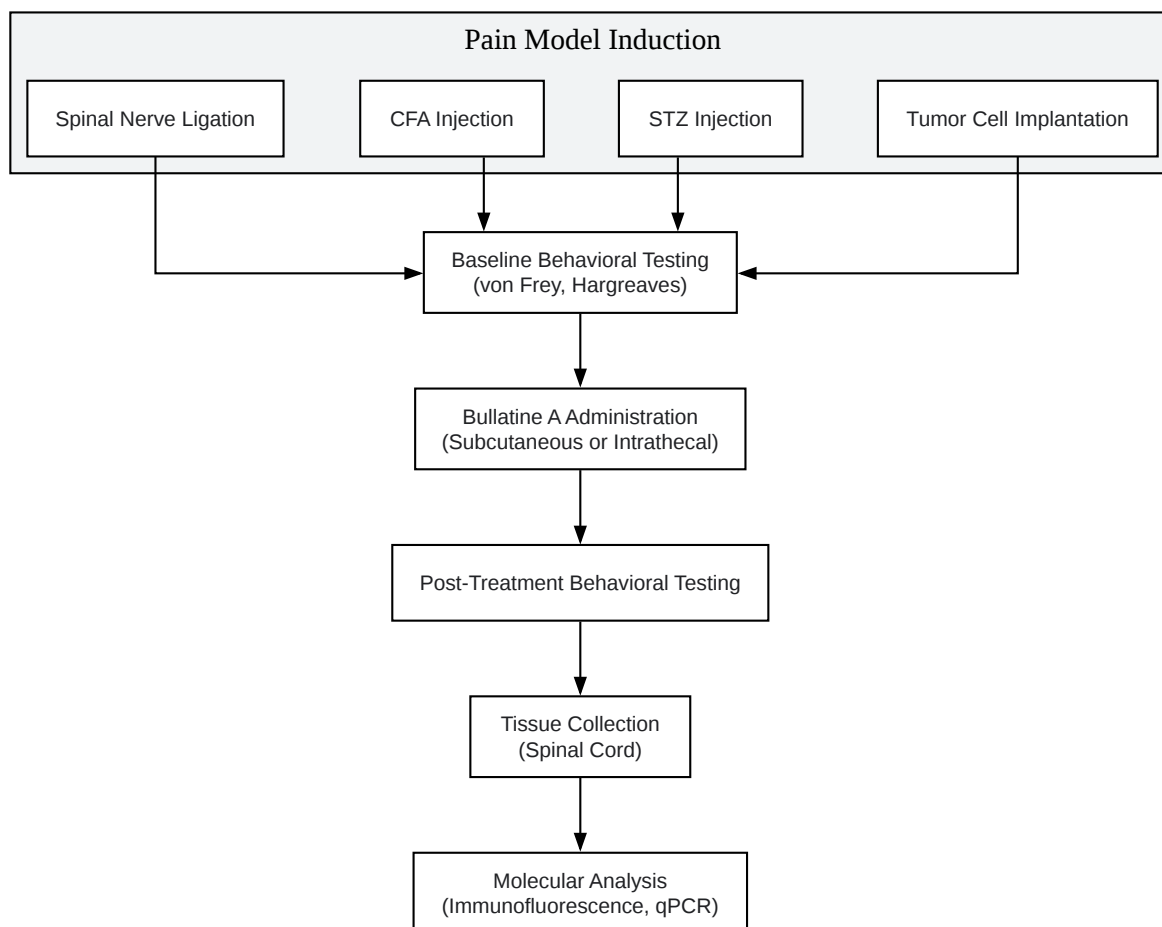 Pain Model Induction
Spinal Nerve Ligation
CFA Injection
STZ Injection
Tumor Cell Implantation
Baseline Behavioral Testing
(von Frey, Hargreaves)
Bullatine A Administration
(Subcutaneous or Intrathecal)
Post-Treatment Behavioral Testing
Tissue Collection
(Spinal Cord)
Molecular Analysis
(Immunofluorescence, qPCR)